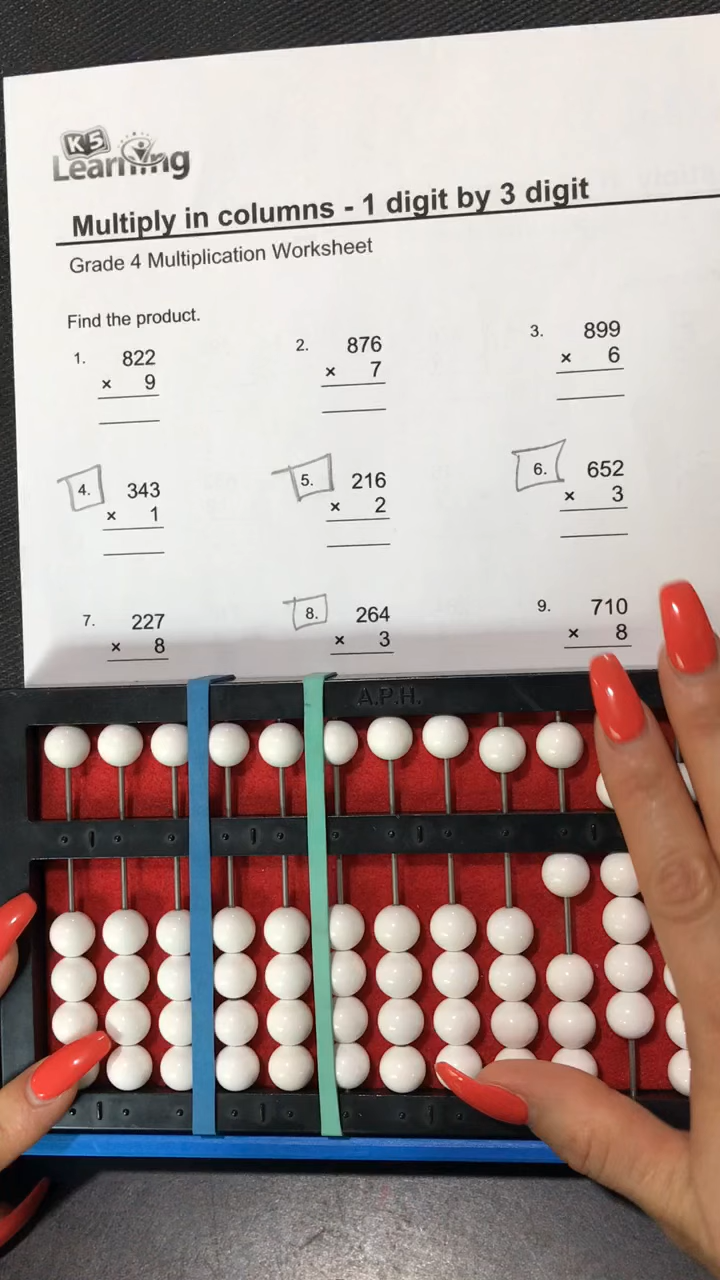 K5
Learning
Multiply in columns - 1 digit by 3 digit
Grade 4 Multiplication Worksheet
Find the product.
1. 822 2. 876 3. 899
× 9 × 7 × 6
4. 343 5. 216 6. 652
× 1 × 2 × 3
7. 227 8. 264 9. 710
× 8 × 3 × 8
A.P.H.